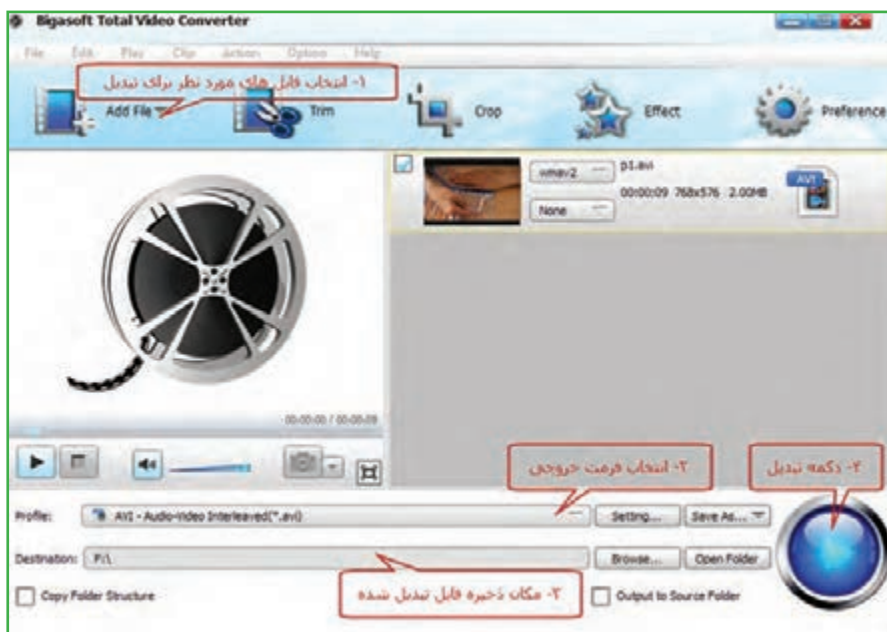 Bigasoft Total Video Converter
File Edit Play Clip Action Option Help
۱- انتخاب فایل های مورد نظر برای تبدیل
Add File Trim Crop Effect Preference
wmav2 p1.avi
00:00:09 768x576 2.00MB
AVI
None
00:00:00 / 00:00:09
۲- انتخاب فرمت خروجی
۴- دکمه تبدیل
Profile: AVI - Audio-Video Interleaved(*.avi) Setting... Save As...
Destination: F:\ Browse... Open Folder
۳- مکان ذخیره فایل تبدیل شده
Copy Folder Structure Output to Source Folder